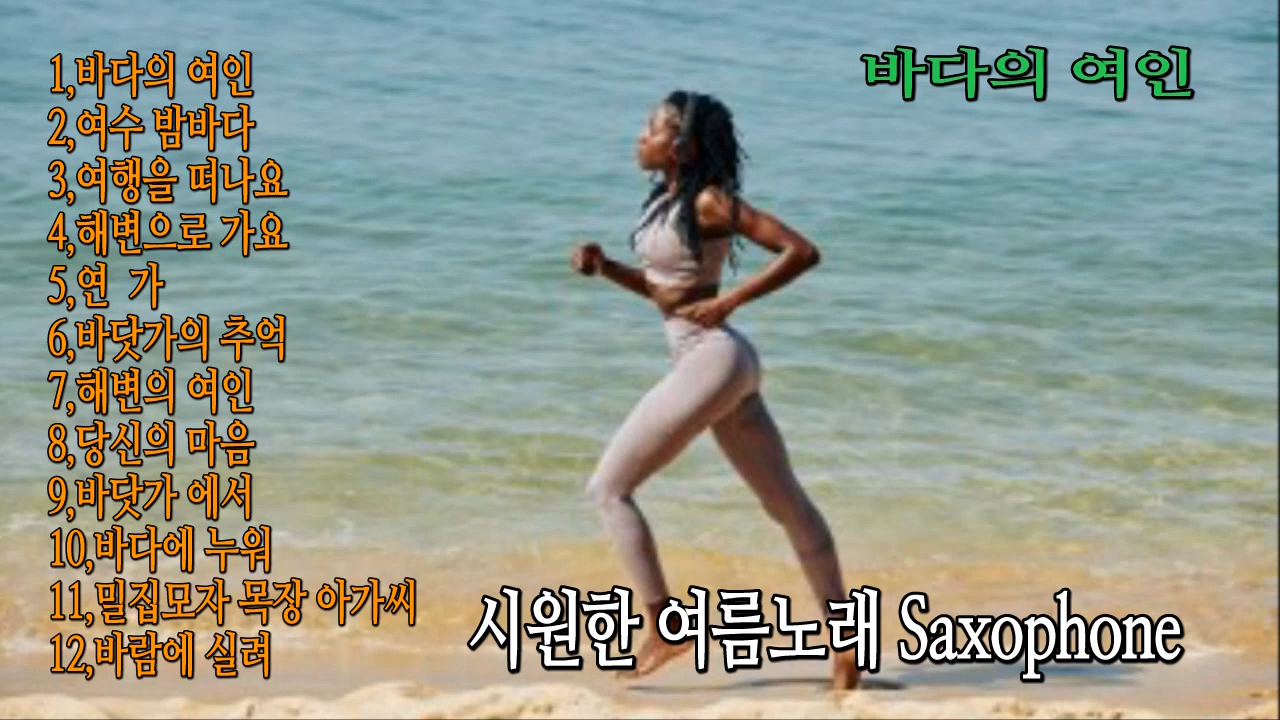 1,바다의 여인
2,여수 밤바다
3,여행을 떠나요
4,해변으로 가요
5,연 가
6,바닷가의 추억
7,해변의 여인
8,당신의 마음
9,바닷가 에서
10,바다에 누워
11,밀집모자 목장 아가씨
12,바람에 실려
바다의 여인
시원한 여름노래 Saxophone